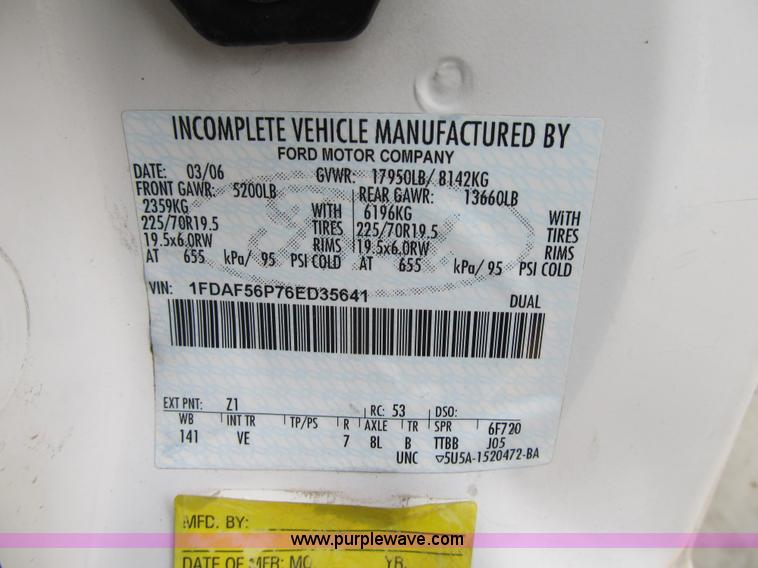 INCOMPLETE VEHICLE MANUFACTURED BY
FORD MOTOR COMPANY
DATE: 03/06 GVWR: 17950LB/ 8142KG
FRONT GAWR: 5200LB REAR GAWR: 13660LB
2359KG WITH 6196KG WITH
225/70R19.5 TIRES 225/70R19.5 TIRES
19.5x6.0RW RIMS 19.5x6.0RW RIMS
AT 655 kPa/ 95 PSI COLD AT 655 kPa/ 95 PSI COLD
VIN: 1FDAF56P76ED35641 DUAL
EXT PNT: Z1 RC: 53 DSO:
WB INT TR TP/PS R AXLE TR SPR 6F720
141 VE 7 8L B TTBB J05
UNC ▽5U5A-1520472-BA
MFD. BY:
www.purplewave.com
DATE OF MFR: MO. YR.